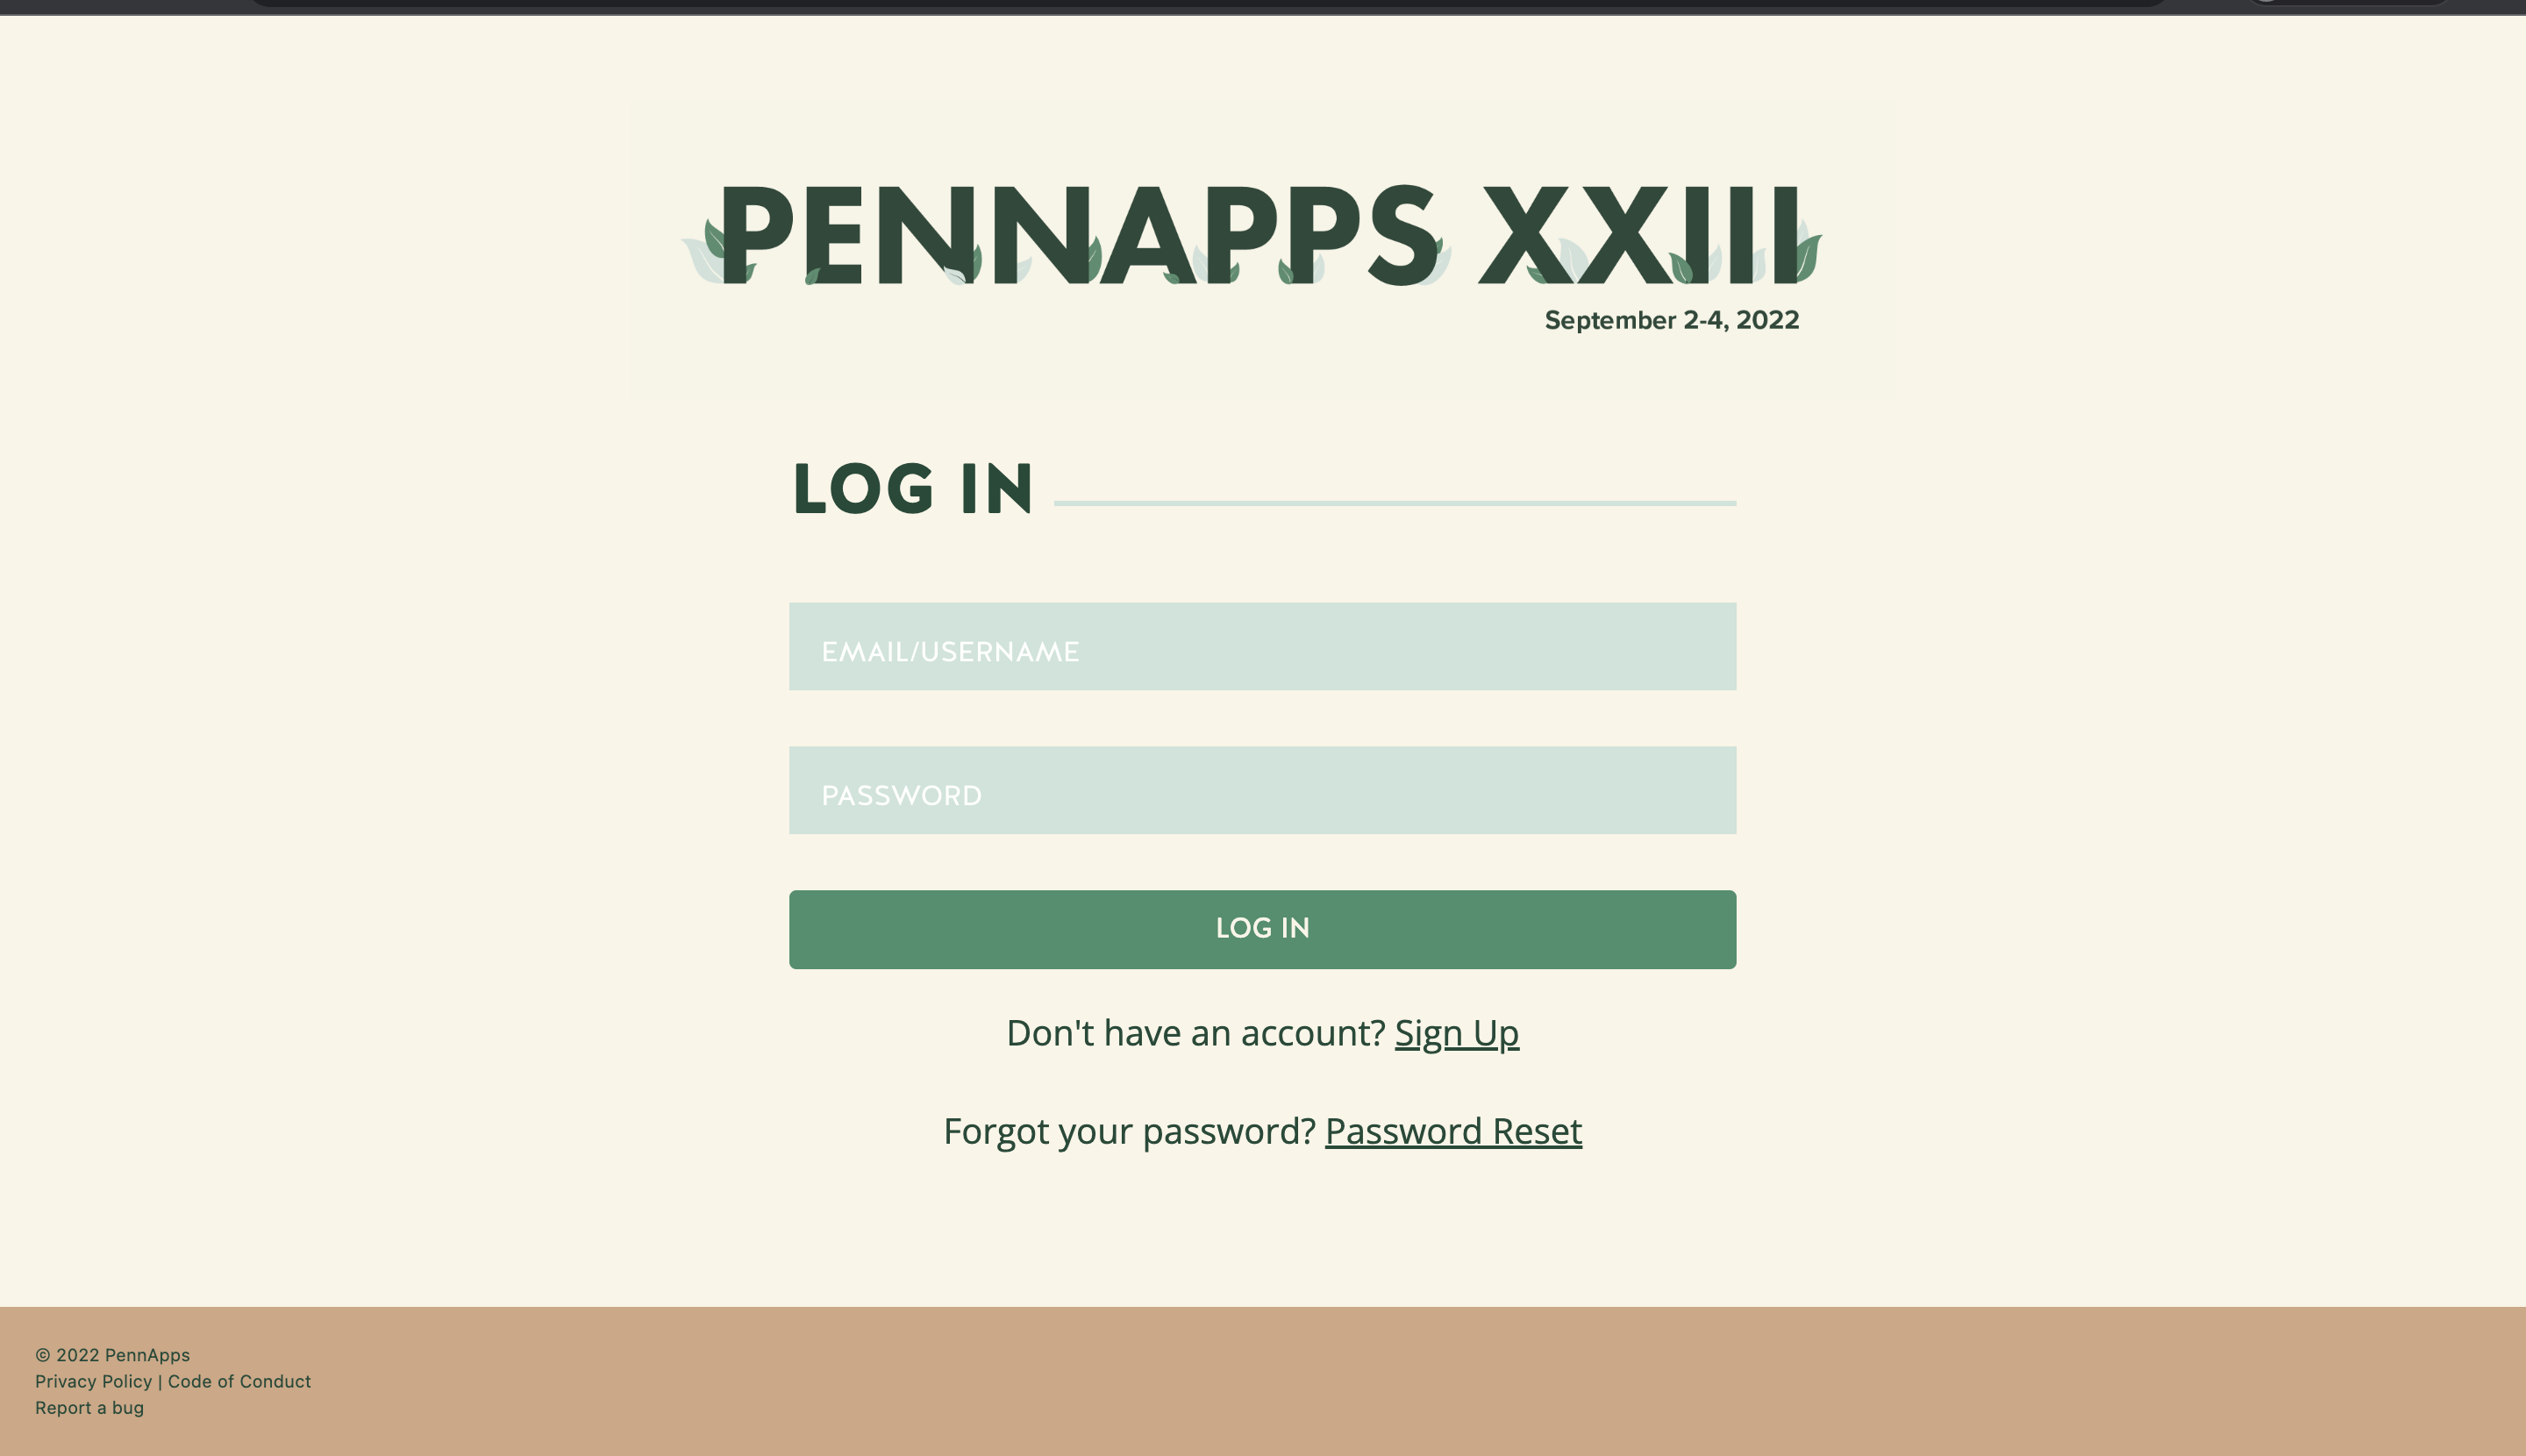 PENNAPPS XXIII
September 2-4, 2022
LOG IN
EMAIL/USERNAME
PASSWORD
LOG IN
Don't have an account? Sign Up
Forgot your password? Password Reset
© 2022 PennApps
Privacy Policy | Code of Conduct
Report a bug